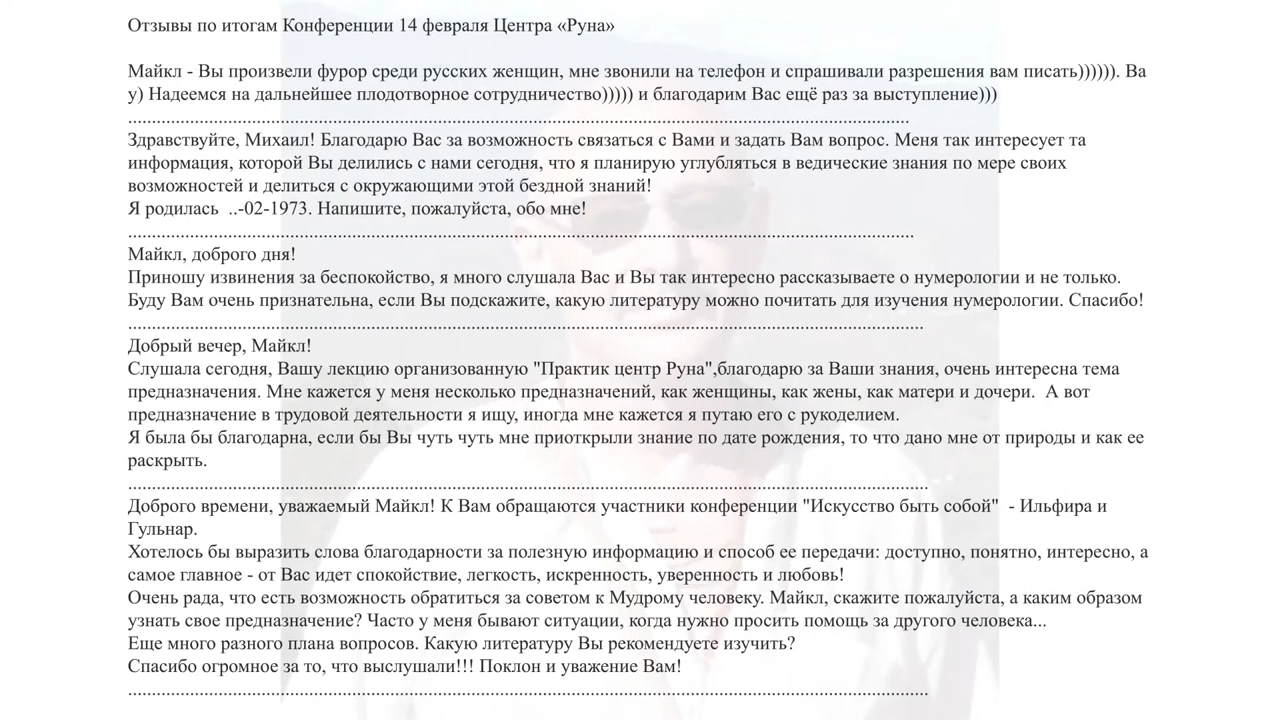 Отзывы по итогам Конференции 14 февраля Центра «Руна»
Майкл - Вы произвели фурор среди русских женщин, мне звонили на телефон и спрашивали разрешения вам писать)))))). Ва
у) Надеемся на дальнейшее плодотворное сотрудничество))))) и благодарим Вас ещё раз за выступление)))
....................................................................................................................................................................
Здравствуйте, Михаил! Благодарю Вас за возможность связаться с Вами и задать Вам вопрос. Меня так интересует та
информация, которой Вы делились с нами сегодня, что я планирую углубляться в ведические знания по мере своих
возможностей и делиться с окружающими этой бездной знаний!
Я родилась  ..-02-1973. Напишите, пожалуйста, обо мне!
.....................................................................................................................................................................
Майкл, доброго дня!
Приношу извинения за беспокойство, я много слушала Вас и Вы так интересно рассказываете о нумерологии и не только.
Буду Вам очень признательна, если Вы подскажите, какую литературу можно почитать для изучения нумерологии. Спасибо!
.......................................................................................................................................................................
Добрый вечер, Майкл!
Слушала сегодня, Вашу лекцию организованную "Практик центр Руна",благодарю за Ваши знания, очень интересна тема
предназначения. Мне кажется у меня несколько предназначений, как женщины, как жены, как матери и дочери.  А вот
предназначение в трудовой деятельности я ищу, иногда мне кажется я путаю его с рукоделием.
Я была бы благодарна, если бы Вы чуть чуть мне приоткрыли знание по дате рождения, то что дано мне от природы и как ее
раскрыть.
........................................................................................................................................................................
Доброго времени, уважаемый Майкл! К Вам обращаются участники конференции "Искусство быть собой"  - Ильфира и
Гульнар.
Хотелось бы выразить слова благодарности за полезную информацию и способ ее передачи: доступно, понятно, интересно, а
самое главное - от Вас идет спокойствие, легкость, искренность, уверенность и любовь!
Очень рада, что есть возможность обратиться за советом к Мудрому человеку. Майкл, скажите пожалуйста, а каким образом
узнать свое предназначение? Часто у меня бывают ситуации, когда нужно просить помощь за другого человека...
Еще много разного плана вопросов. Какую литературу Вы рекомендуете изучить?
Спасибо огромное за то, что выслушали!!! Поклон и уважение Вам!
........................................................................................................................................................................